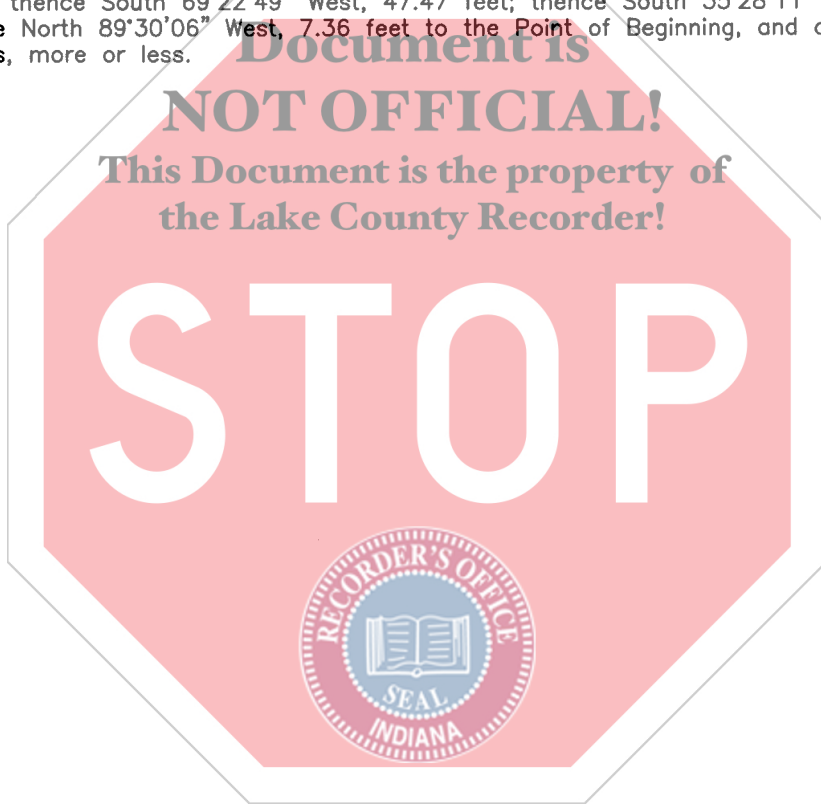 thence South 69°22'49" West, 47.47 feet; thence South 55°28'11"
North 89°30'06" West, 7.36 feet to the Point of Beginning, and
more or less.
Document is
NOT OFFICIAL!
This Document is the property of
the Lake County Recorder!
STOP
RECORDER'S OFFICE
SEAL
INDIANA